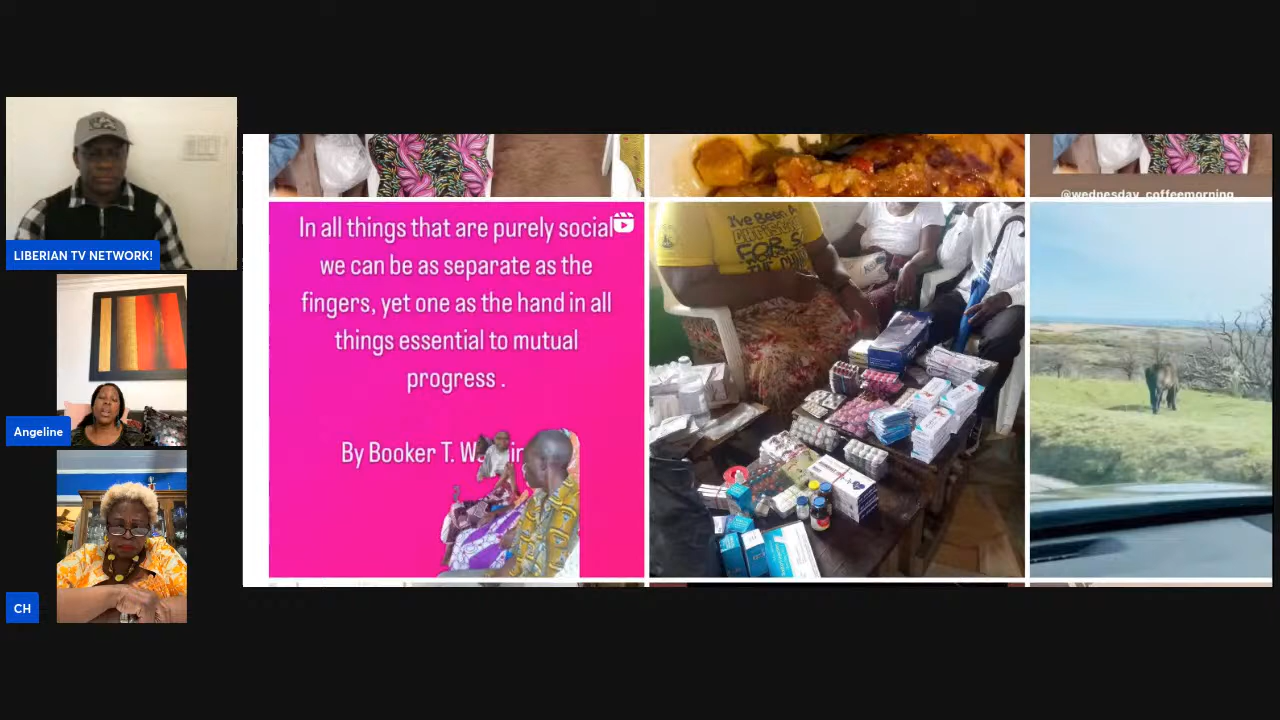 LIBERIAN TV NETWORK!
Angeline
CH
@wednesday_coffeemorning
In all things that are purely social
we can be as separate as the
fingers, yet one as the hand in all
things essential to mutual
progress .
By Booker T.
I've BEEN A
FOR